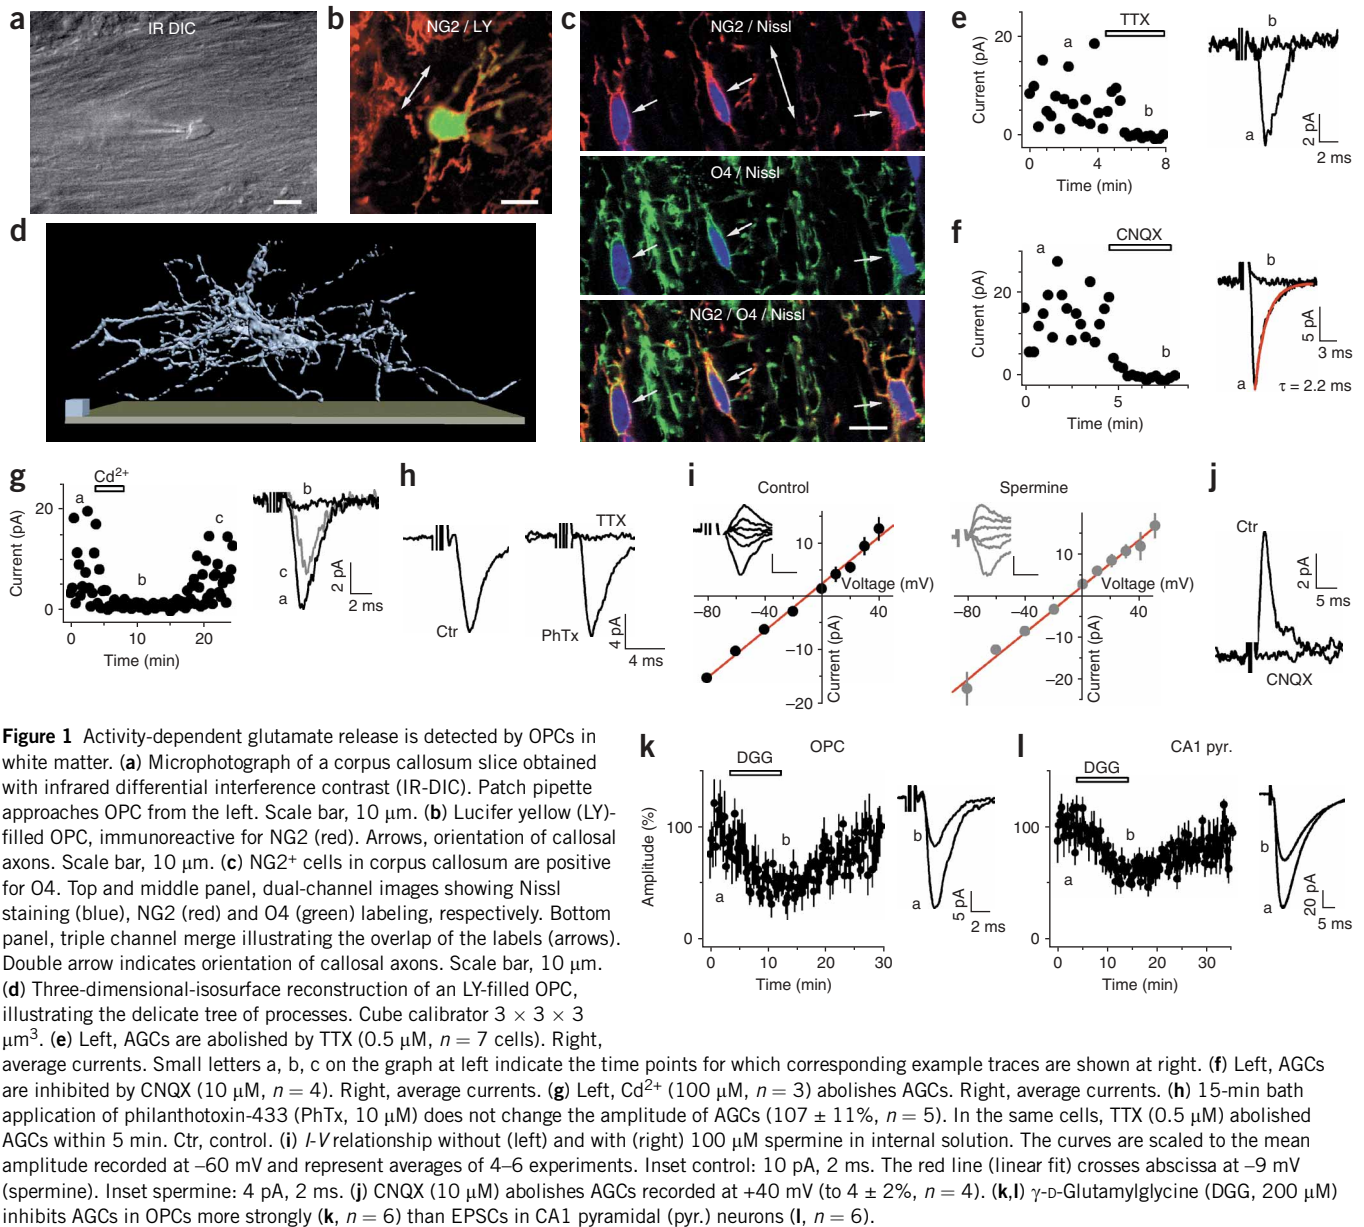 a
IR DIC
b
NG2 / LY
c
NG2 / Nissl
O4 / Nissl
NG2 / O4 / Nissl
d
e
TTX
Current (pA)
20
0
a
b
0
4
8
Time (min)
b
a
2 pA
2 ms
f
CNQX
Current (pA)
20
0
a
b
0
5
Time (min)
b
a
5 pA
3 ms
τ = 2.2 ms
g
Cd2+
Current (pA)
20
0
a
b
c
0
10
20
Time (min)
b
c
a
2 pA
2 ms
h
Ctr
TTX
PhTx
4 pA
4 ms
i
Control
10
Voltage (mV)
–80
–40
40
–10
–20
Current (pA)
Spermine
10
Voltage (mV)
–80
–40
40
–10
–20
Current (pA)
j
Ctr
CNQX
2 pA
5 ms
k
OPC
DGG
Amplitude (%)
100
0
a
b
0
10
20
30
Time (min)
b
a
5 pA
2 ms
l
CA1 pyr.
DGG
100
0
a
b
0
10
20
30
Time (min)
b
a
20 pA
5 ms
Figure 1 Activity-dependent glutamate release is detected by OPCs in
white matter. (a) Microphotograph of a corpus callosum slice obtained
with infrared differential interference contrast (IR-DIC). Patch pipette
approaches OPC from the left. Scale bar, 10 μm. (b) Lucifer yellow (LY)-
filled OPC, immunoreactive for NG2 (red). Arrows, orientation of callosal
axons. Scale bar, 10 μm. (c) NG2+ cells in corpus callosum are positive
for O4. Top and middle panel, dual-channel images showing Nissl
staining (blue), NG2 (red) and O4 (green) labeling, respectively. Bottom
panel, triple channel merge illustrating the overlap of the labels (arrows).
Double arrow indicates orientation of callosal axons. Scale bar, 10 μm.
(d) Three-dimensional-isosurface reconstruction of an LY-filled OPC,
illustrating the delicate tree of processes. Cube calibrator 3 × 3 × 3
μm3. (e) Left, AGCs are abolished by TTX (0.5 μM, n = 7 cells). Right,
average currents. Small letters a, b, c on the graph at left indicate the time points for which corresponding example traces are shown at right. (f) Left, AGCs
are inhibited by CNQX (10 μM, n = 4). Right, average currents. (g) Left, Cd2+ (100 μM, n = 3) abolishes AGCs. Right, average currents. (h) 15-min bath
application of philanthotoxin-433 (PhTx, 10 μM) does not change the amplitude of AGCs (107 ± 11%, n = 5). In the same cells, TTX (0.5 μM) abolished
AGCs within 5 min. Ctr, control. (i) I-V relationship without (left) and with (right) 100 μM spermine in internal solution. The curves are scaled to the mean
amplitude recorded at –60 mV and represent averages of 4–6 experiments. Inset control: 10 pA, 2 ms. The red line (linear fit) crosses abscissa at –9 mV
(spermine). Inset spermine: 4 pA, 2 ms. (j) CNQX (10 μM) abolishes AGCs recorded at +40 mV (to 4 ± 2%, n = 4). (k,l) γ-D-Glutamylglycine (DGG, 200 μM)
inhibits AGCs in OPCs more strongly (k, n = 6) than EPSCs in CA1 pyramidal (pyr.) neurons (l, n = 6).